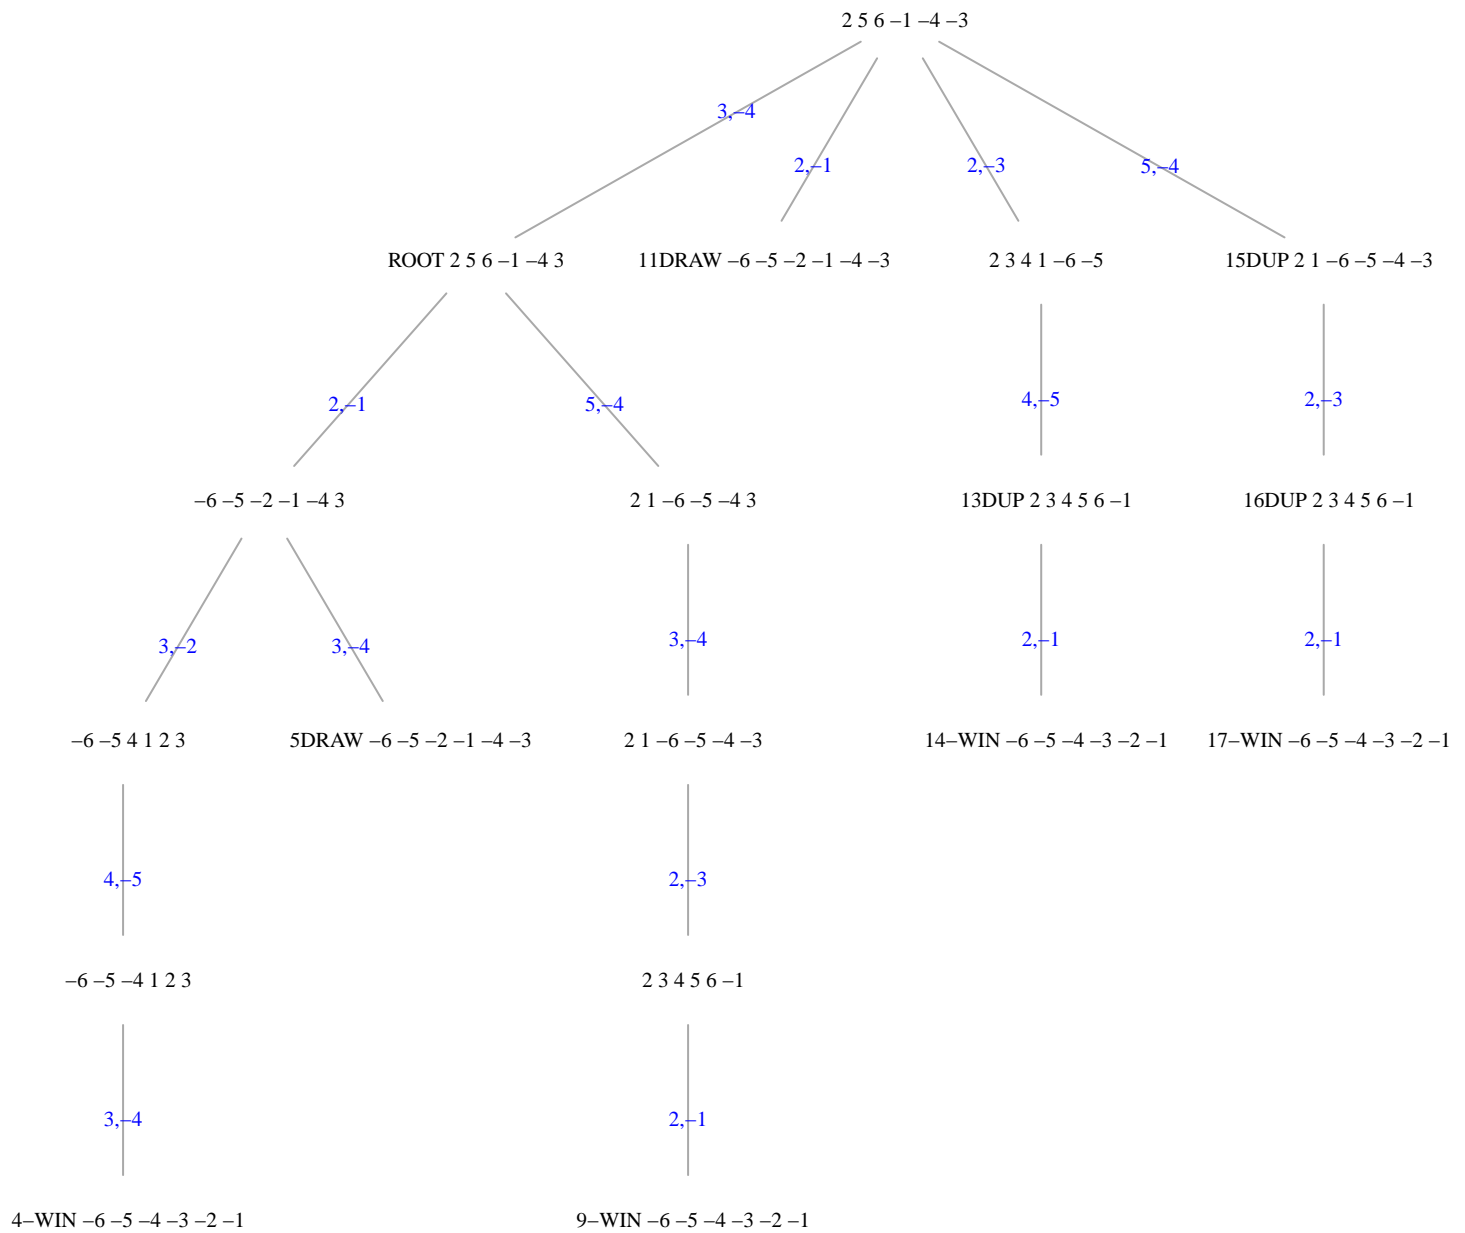 2 5 6 –1 –4 –3
3,–4
2,–1
2,–3
5,–4
ROOT 2 5 6 –1 –4 3
11DRAW –6 –5 –2 –1 –4 –3
2 3 4 1 –6 –5
15DUP 2 1 –6 –5 –4 –3
2,–1
5,–4
4,–5
2,–3
–6 –5 –2 –1 –4 3
2 1 –6 –5 –4 3
13DUP 2 3 4 5 6 –1
16DUP 2 3 4 5 6 –1
3,–2
3,–4
3,–4
2,–1
2,–1
–6 –5 4 1 2 3
5DRAW –6 –5 –2 –1 –4 –3
2 1 –6 –5 –4 –3
14–WIN –6 –5 –4 –3 –2 –1
17–WIN –6 –5 –4 –3 –2 –1
4,–5
2,–3
–6 –5 –4 1 2 3
2 3 4 5 6 –1
3,–4
2,–1
4–WIN –6 –5 –4 –3 –2 –1
9–WIN –6 –5 –4 –3 –2 –1